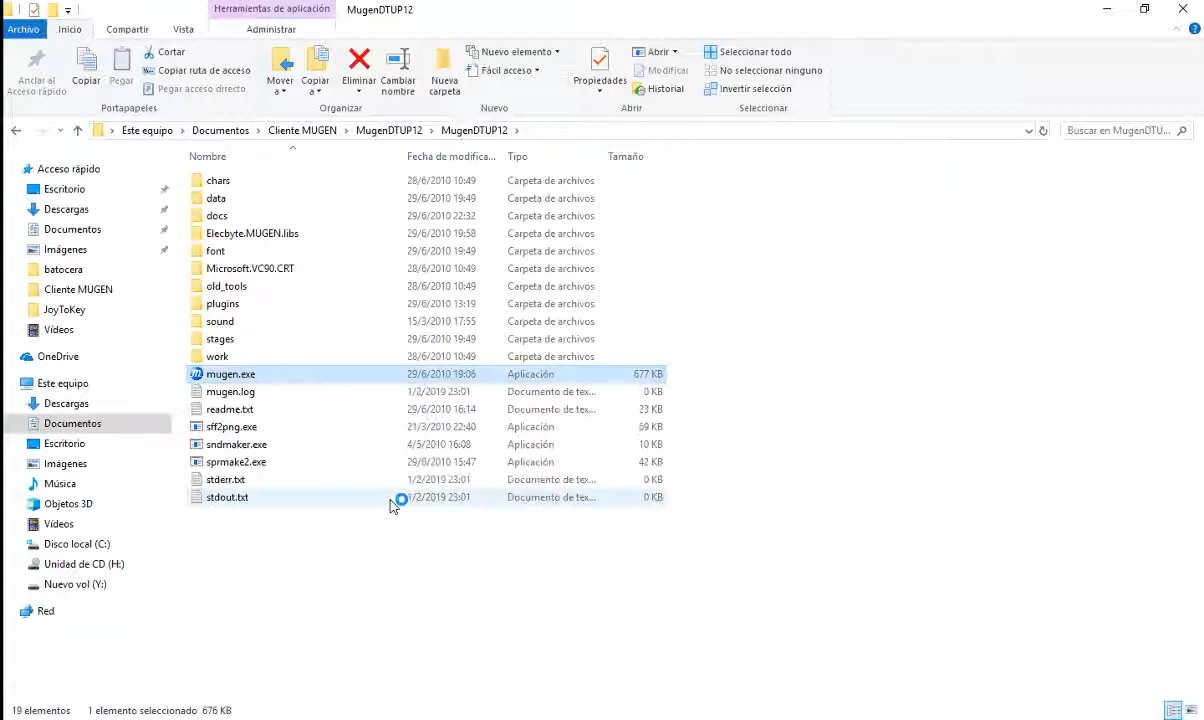 Herramientas de aplicación
MugenDTUP12
Archivo
Inicio
Compartir
Vista
Administrar
Anclar al
Acceso rápido
Copiar
Pegar
Cortar
Copiar ruta de acceso
Pegar acceso directo
Mover
a
Copiar
a
Eliminar
Cambiar
nombre
Nueva
carpeta
Nuevo elemento
Fácil acceso
Propiedades
Abrir
Modificar
Historial
Seleccionar todo
No seleccionar ninguno
Invertir selección
Portapapeles
Organizar
Nuevo
Abrir
Seleccionar
Este equipo
Documentos
Cliente MUGEN
MugenDTUP12
MugenDTUP12
Buscar en MugenDTU...
Nombre
Fecha de modifica...
Tipo
Tamaño
Acceso rápido
Escritorio
Descargas
Documentos
Imágenes
batocera
Cliente MUGEN
JoyToKey
Vídeos
OneDrive
Este equipo
Descargas
Documentos
Escritorio
Imágenes
Música
Objetos 3D
Vídeos
Disco local (C:)
Unidad de CD (H:)
Nuevo vol (Y:)
Red
chars 28/6/2010 10:49 Carpeta de archivos
data 29/6/2010 19:49 Carpeta de archivos
docs 29/6/2010 22:32 Carpeta de archivos
Elecbyte.MUGEN.libs 29/6/2010 19:58 Carpeta de archivos
font 29/6/2010 19:49 Carpeta de archivos
Microsoft.VC90.CRT 28/6/2010 10:49 Carpeta de archivos
old_tools 28/6/2010 10:49 Carpeta de archivos
plugins 29/6/2010 13:19 Carpeta de archivos
sound 15/3/2010 17:55 Carpeta de archivos
stages 29/6/2010 19:49 Carpeta de archivos
work 28/6/2010 10:49 Carpeta de archivos
mugen.exe 29/6/2010 19:06 Aplicación 677 KB
mugen.log 1/2/2019 23:01 Documento de tex... 0 KB
readme.txt 29/6/2010 16:14 Documento de tex... 23 KB
sff2png.exe 21/3/2010 22:40 Aplicación 69 KB
sndmaker.exe 4/5/2010 16:08 Aplicación 10 KB
sprmake2.exe 29/6/2010 15:47 Aplicación 42 KB
stderr.txt 1/2/2019 23:01 Documento de tex... 0 KB
stdout.txt 1/2/2019 23:01 Documento de tex... 0 KB
19 elementos
1 elemento seleccionado 676 KB